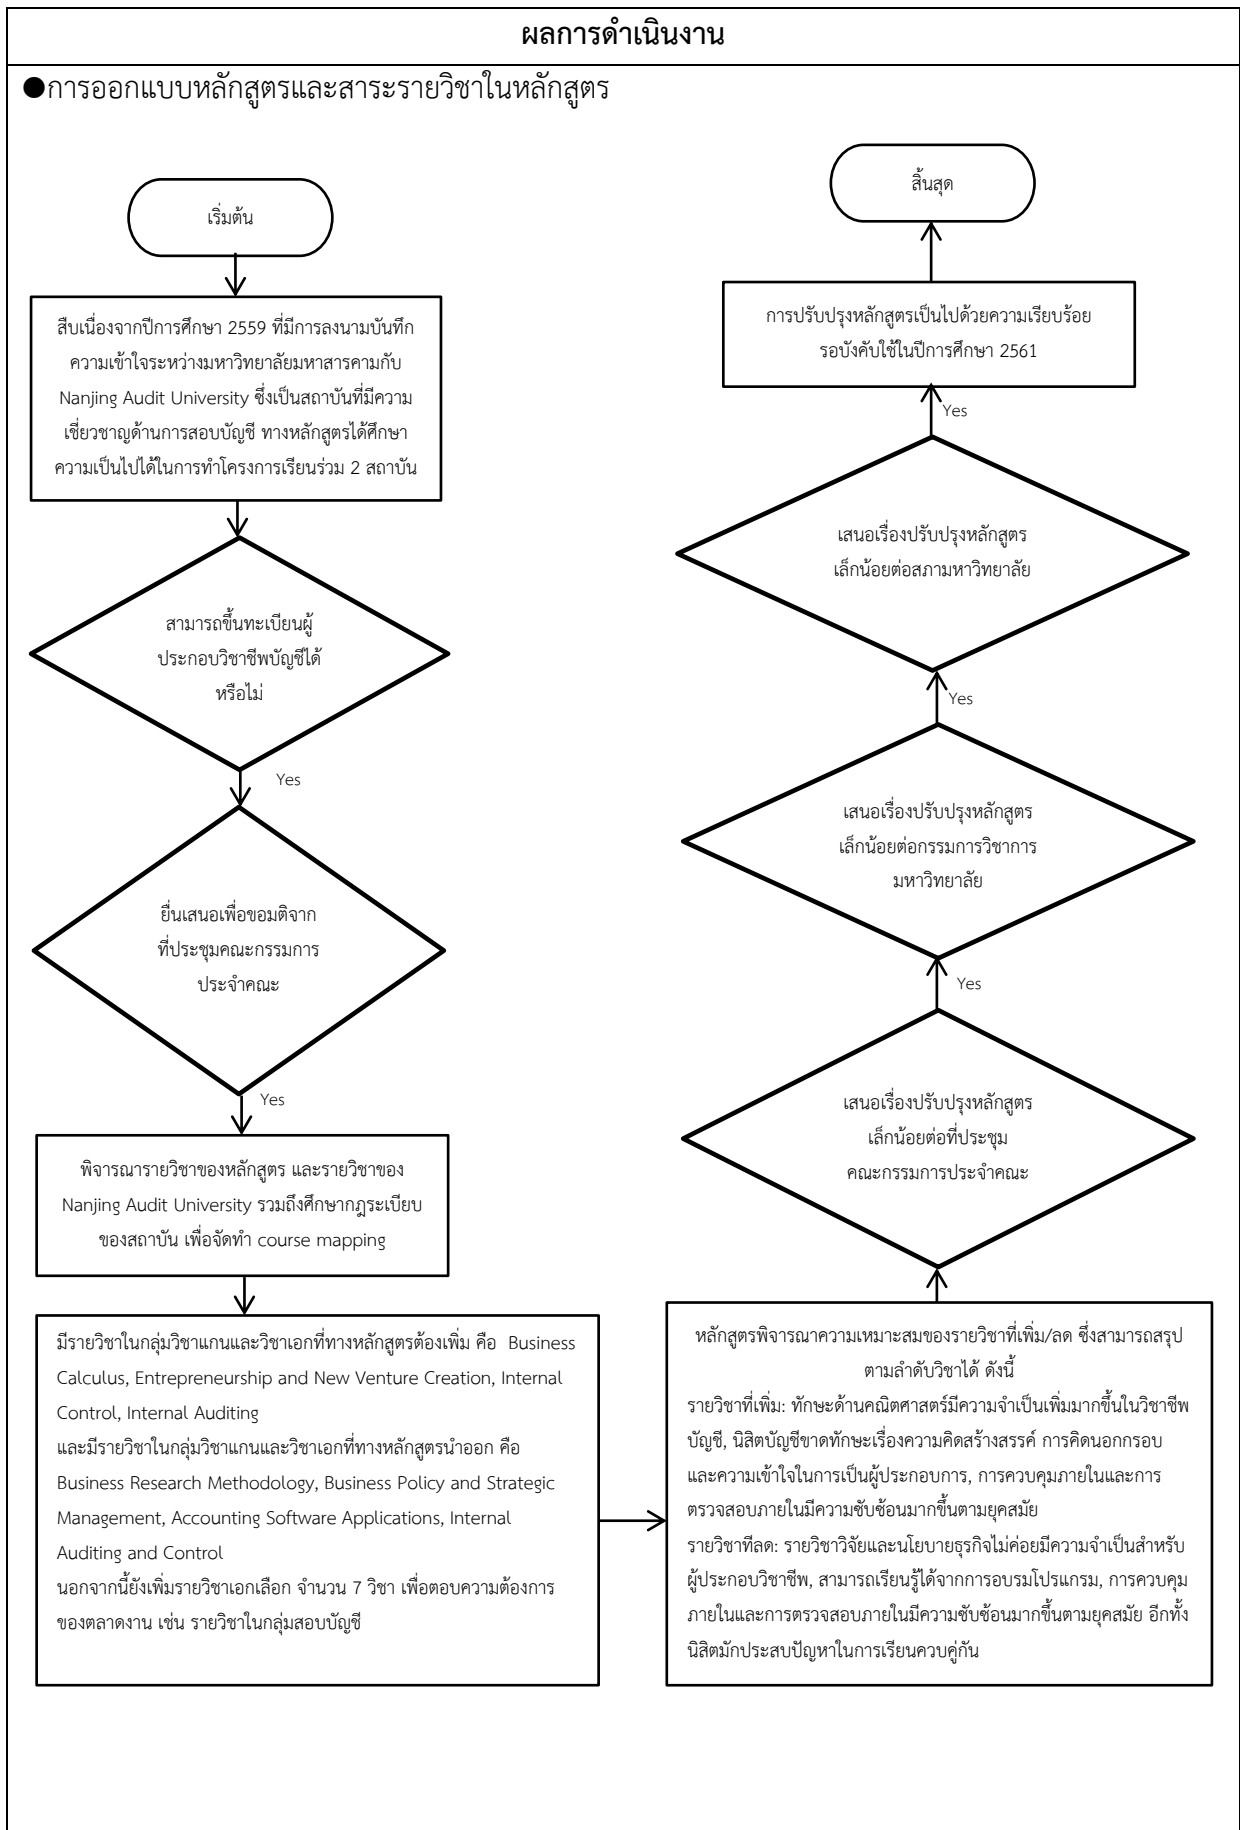 ผลการดำเนินงาน
●การออกแบบหลักสูตรและสาระรายวิชาในหลักสูตร
เริ่มต้น
สืบเนื่องจากปีการศึกษา 2559 ที่มีการลงนามบันทึก
ความเข้าใจระหว่างมหาวิทยาลัยมหาสารคามกับ
Nanjing Audit University ซึ่งเป็นสถาบันที่มีความ
เชี่ยวชาญด้านการสอบบัญชี ทางหลักสูตรได้ศึกษา
ความเป็นไปได้ในการทำโครงการเรียนร่วม 2 สถาบัน
สามารถขึ้นทะเบียนผู้
ประกอบวิชาชีพบัญชีได้
หรือไม่
Yes
ยื่นเสนอเพื่อขอมติจาก
ที่ประชุมคณะกรรมการ
ประจำคณะ
Yes
พิจารณารายวิชาของหลักสูตร และรายวิชาของ
Nanjing Audit University รวมถึงศึกษากฎระเบียบ
ของสถาบัน เพื่อจัดทำ course mapping
มีรายวิชาในกลุ่มวิชาแกนและวิชาเอกที่ทางหลักสูตรต้องเพิ่ม คือ Business
Calculus, Entrepreneurship and New Venture Creation, Internal
Control, Internal Auditing
และมีรายวิชาในกลุ่มวิชาแกนและวิชาเอกที่ทางหลักสูตรนำออก คือ
Business Research Methodology, Business Policy and Strategic
Management, Accounting Software Applications, Internal
Auditing and Control
นอกจากนี้ยังเพิ่มรายวิชาเอกเลือก จำนวน 7 วิชา เพื่อตอบความต้องการ
ของตลาดงาน เช่น รายวิชาในกลุ่มสอบบัญชี
หลักสูตรพิจารณาความเหมาะสมของรายวิชาที่เพิ่ม/ลด ซึ่งสามารถสรุป
ตามลำดับวิชาได้ ดังนี้
รายวิชาที่เพิ่ม: ทักษะด้านคณิตศาสตร์มีความจำเป็นเพิ่มมากขึ้นในวิชาชีพ
บัญชี, นิสิตบัญชีขาดทักษะเรื่องความคิดสร้างสรรค์ การคิดนอกกรอบ
และความเข้าใจในการเป็นผู้ประกอบการ, การควบคุมภายในและการ
ตรวจสอบภายในมีความซับซ้อนมากขึ้นตามยุคสมัย
รายวิชาทีลด: รายวิชาวิจัยและนโยบายธุรกิจไม่ค่อยมีความจำเป็นสำหรับ
ผู้ประกอบวิชาชีพ, สามารถเรียนรู้ได้จากการอบรมโปรแกรม, การควบคุม
ภายในและการตรวจสอบภายในมีความซับซ้อนมากขึ้นตามยุคสมัย อีกทั้ง
นิสิตมักประสบปัญหาในการเรียนควบคู่กัน
เสนอเรื่องปรับปรุงหลักสูตร
เล็กน้อยต่อที่ประชุม
คณะกรรมการประจำคณะ
Yes
เสนอเรื่องปรับปรุงหลักสูตร
เล็กน้อยต่อกรรมการวิชาการ
มหาวิทยาลัย
Yes
เสนอเรื่องปรับปรุงหลักสูตร
เล็กน้อยต่อสภามหาวิทยาลัย
Yes
การปรับปรุงหลักสูตรเป็นไปด้วยความเรียบร้อย
รอบังคับใช้ในปีการศึกษา 2561
สิ้นสุด